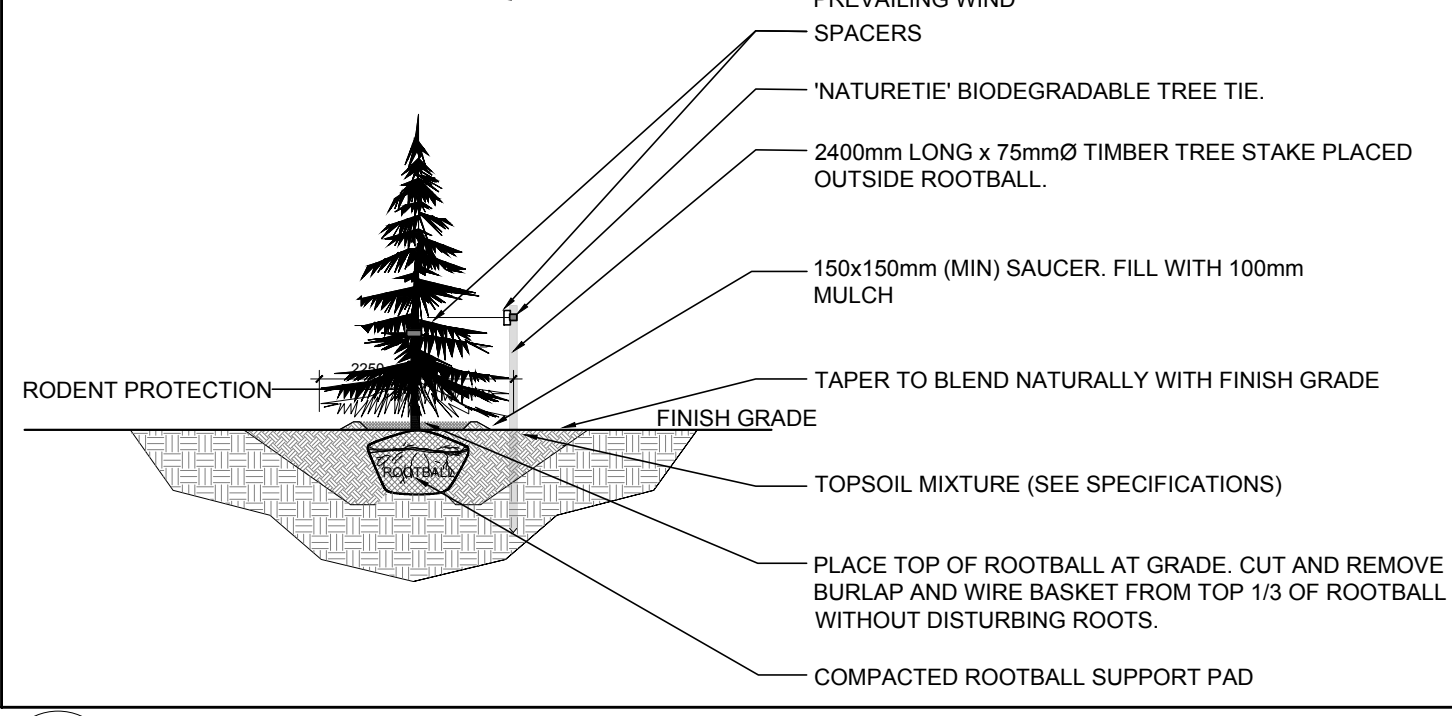 PREVAILING WIND
SPACERS
'NATURETIE' BIODEGRADABLE TREE TIE.
2400mm LONG x 75mmØ TIMBER TREE STAKE PLACED
OUTSIDE ROOTBALL.
150x150mm (MIN) SAUCER. FILL WITH 100mm
MULCH
2250
RODENT PROTECTION
TAPER TO BLEND NATURALLY WITH FINISH GRADE
FINISH GRADE
ROOTBALL
TOPSOIL MIXTURE (SEE SPECIFICATIONS)
PLACE TOP OF ROOTBALL AT GRADE. CUT AND REMOVE
BURLAP AND WIRE BASKET FROM TOP 1/3 OF ROOTBALL
WITHOUT DISTURBING ROOTS.
COMPACTED ROOTBALL SUPPORT PAD